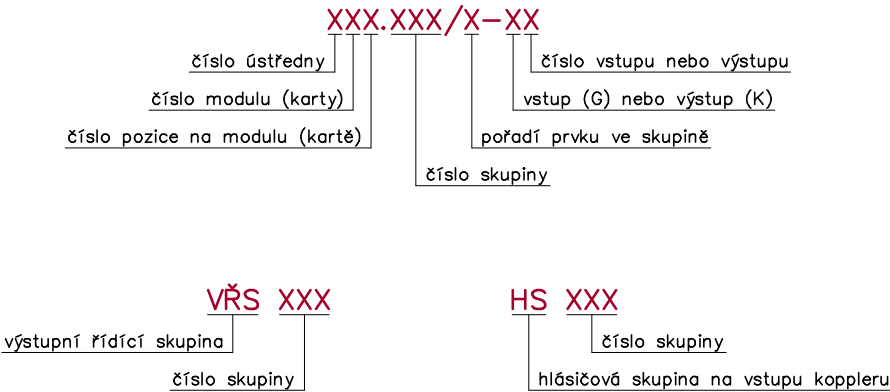 XXX.XXX/X-XX
číslo ústředny
číslo vstupu nebo výstupu
číslo modulu (karty)
vstup (G) nebo výstup (K)
číslo pozice na modulu (kartě)
pořadí prvku ve skupině
číslo skupiny
VŘS XXX
HS XXX
výstupní řídící skupina
číslo skupiny
číslo skupiny
hlásičová skupina na vstupu koppleru